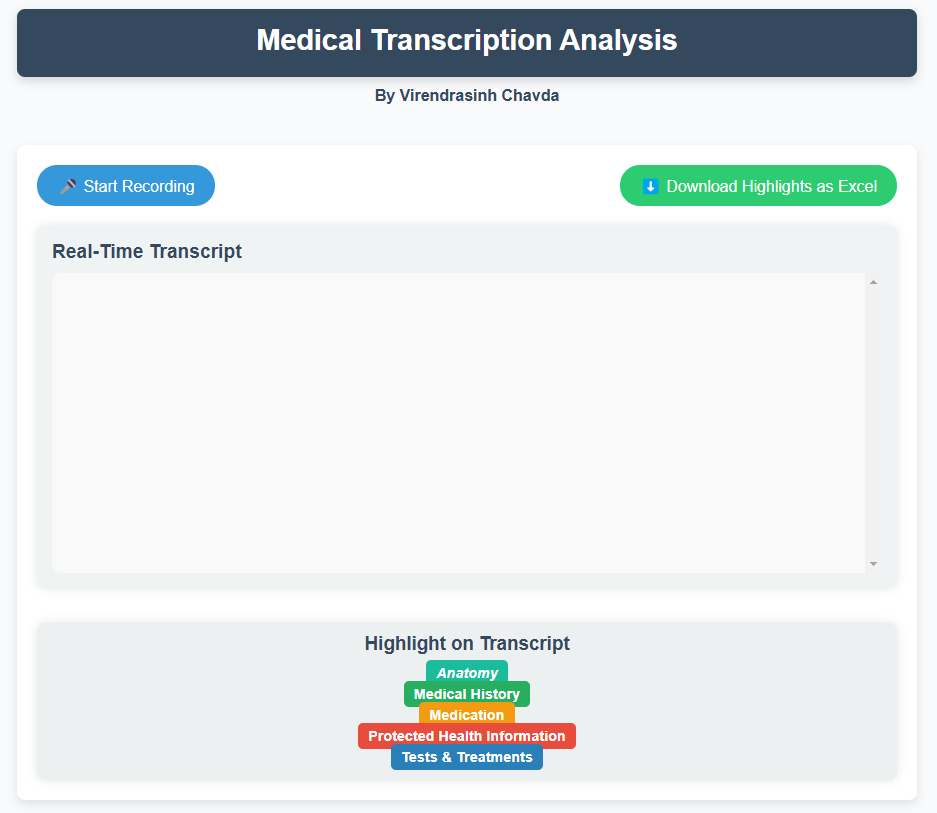 Medical Transcription Analysis
By Virendrasinh Chavda
Start Recording
Download Highlights as Excel
Real-Time Transcript
Highlight on Transcript
Anatomy
Medical History
Medication
Protected Health Information
Tests & Treatments